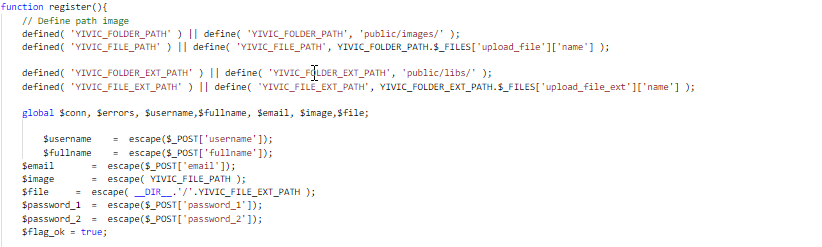 function register(){
// Define path image
defined( 'YIVIC_FOLDER_PATH' ) || define( 'YIVIC_FOLDER_PATH', 'public/images/' );
defined( 'YIVIC_FILE_PATH' ) || define( 'YIVIC_FILE_PATH', YIVIC_FOLDER_PATH.$_FILES['upload_file']['name'] );
defined( 'YIVIC_FOLDER_EXT_PATH' ) || define( 'YIVIC_FOLDER_EXT_PATH', 'public/libs/' );
defined( 'YIVIC_FILE_EXT_PATH' ) || define( 'YIVIC_FILE_EXT_PATH', YIVIC_FOLDER_EXT_PATH.$_FILES['upload_file_ext']['name'] );
global $conn, $errors, $username,$fullname, $email, $image,$file;
$username = escape($_POST['username']);
$fullname = escape($_POST['fullname']);
$email = escape($_POST['email']);
$image = escape( YIVIC_FILE_PATH );
$file = escape( __DIR__.'/'.YIVIC_FILE_EXT_PATH );
$password_1 = escape($_POST['password_1']);
$password_2 = escape($_POST['password_2']);
$flag_ok = true;